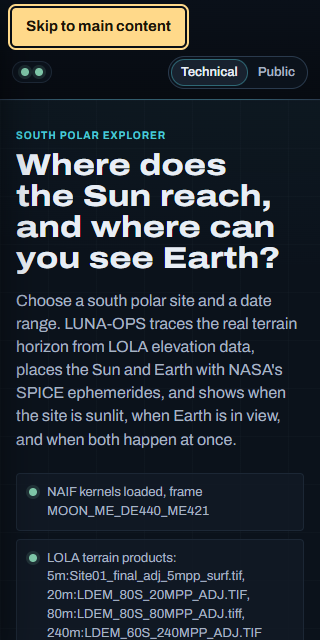 Skip to main content
Technical
Public
SOUTH POLAR EXPLORER
Where does
the Sun reach,
and where can
you see Earth?
Choose a south polar site and a date
range. LUNA-OPS traces the real terrain
horizon from LOLA elevation data,
places the Sun and Earth with NASA's
SPICE ephemerides, and shows when
the site is sunlit, when Earth is in view,
and when both happen at once.
NAIF kernels loaded, frame
MOON_ME_DE440_ME421
LOLA terrain products:
5m:Site01_final_adj_5mpp_surf.tif,
20m:LDEM_80S_20MPP_ADJ.TIF,
80m:LDEM_80S_80MPP_ADJ.tiff,
240m:LDEM_60S_240MPP_ADJ.TIF